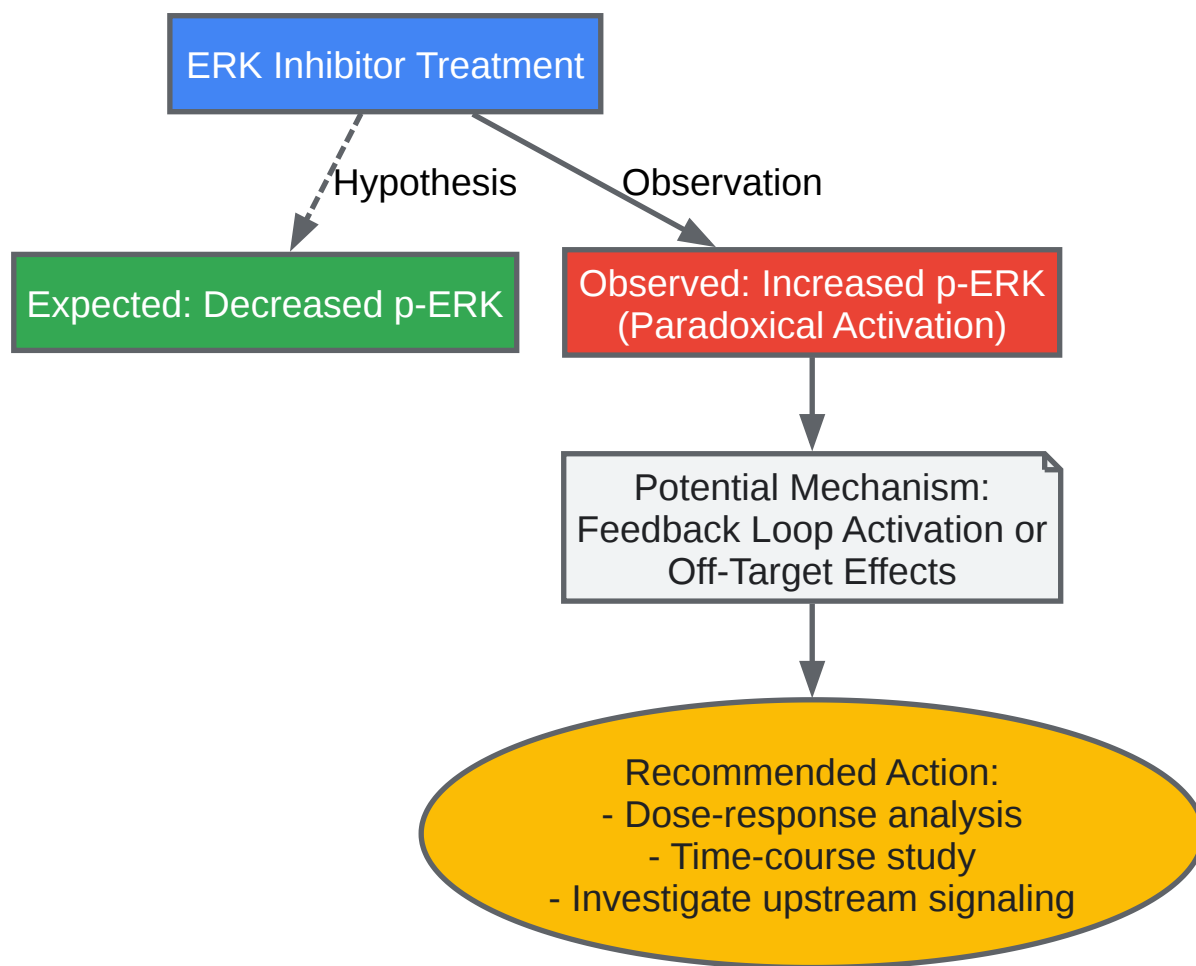 ERK Inhibitor Treatment
Hypothesis
Observation
Expected: Decreased p-ERK
Observed: Increased p-ERK
(Paradoxical Activation)
Potential Mechanism:
Feedback Loop Activation or
Off-Target Effects
Recommended Action:
- Dose-response analysis
- Time-course study
- Investigate upstream signaling